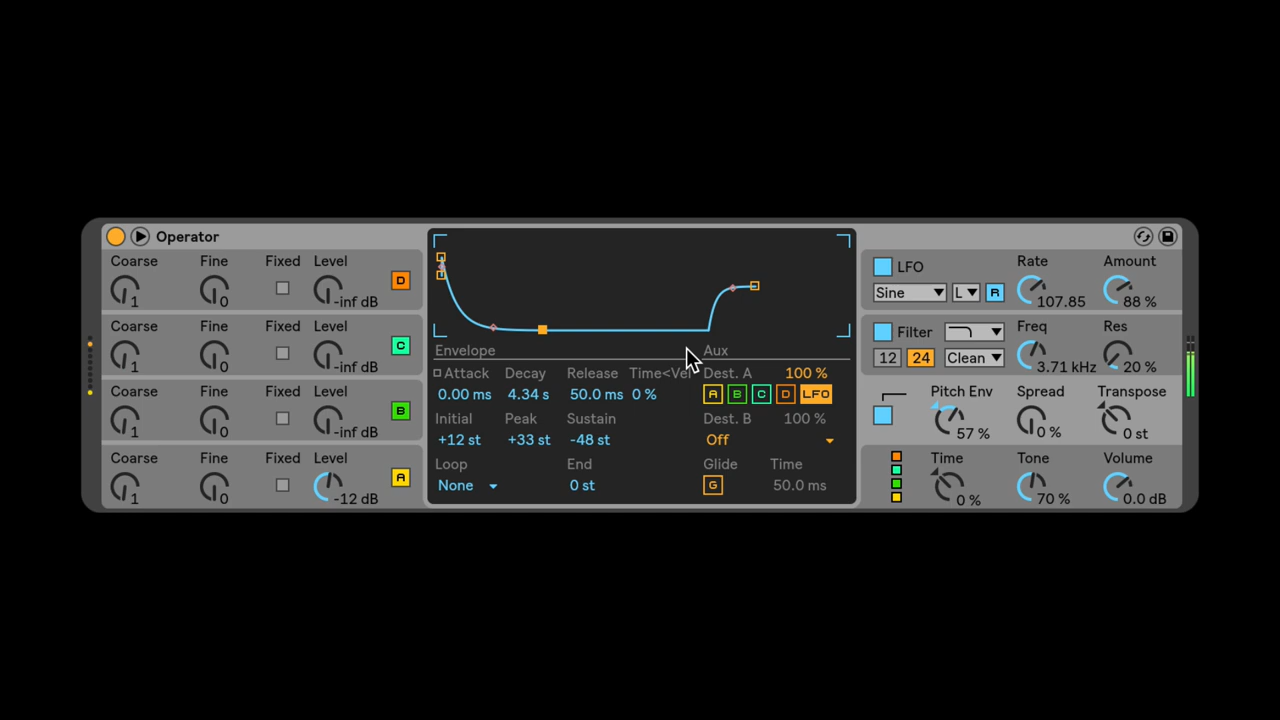 Operator
Coarse Fine Fixed Level
1 0 -inf dB D
Coarse Fine Fixed Level
1 0 -inf dB C
Coarse Fine Fixed Level
1 0 -inf dB B
Coarse Fine Fixed Level
1 0 -12 dB A
Envelope Aux
Attack Decay Release Time<Vel Dest. A 100 %
0.00 ms 4.34 s 50.0 ms 0 % A B C D LFO
Initial Peak Sustain Dest. B 100 %
+12 st +33 st -48 st Off
Loop End Glide Time
None 0 st G 50.0 ms
LFO Rate Amount
Sine L R 107.85 88 %
Filter Freq Res
12 24 Clean 3.71 kHz 20 %
Pitch Env Spread Transpose
57 % 0 % 0 st
Time Tone Volume
0 % 70 % 0.0 dB